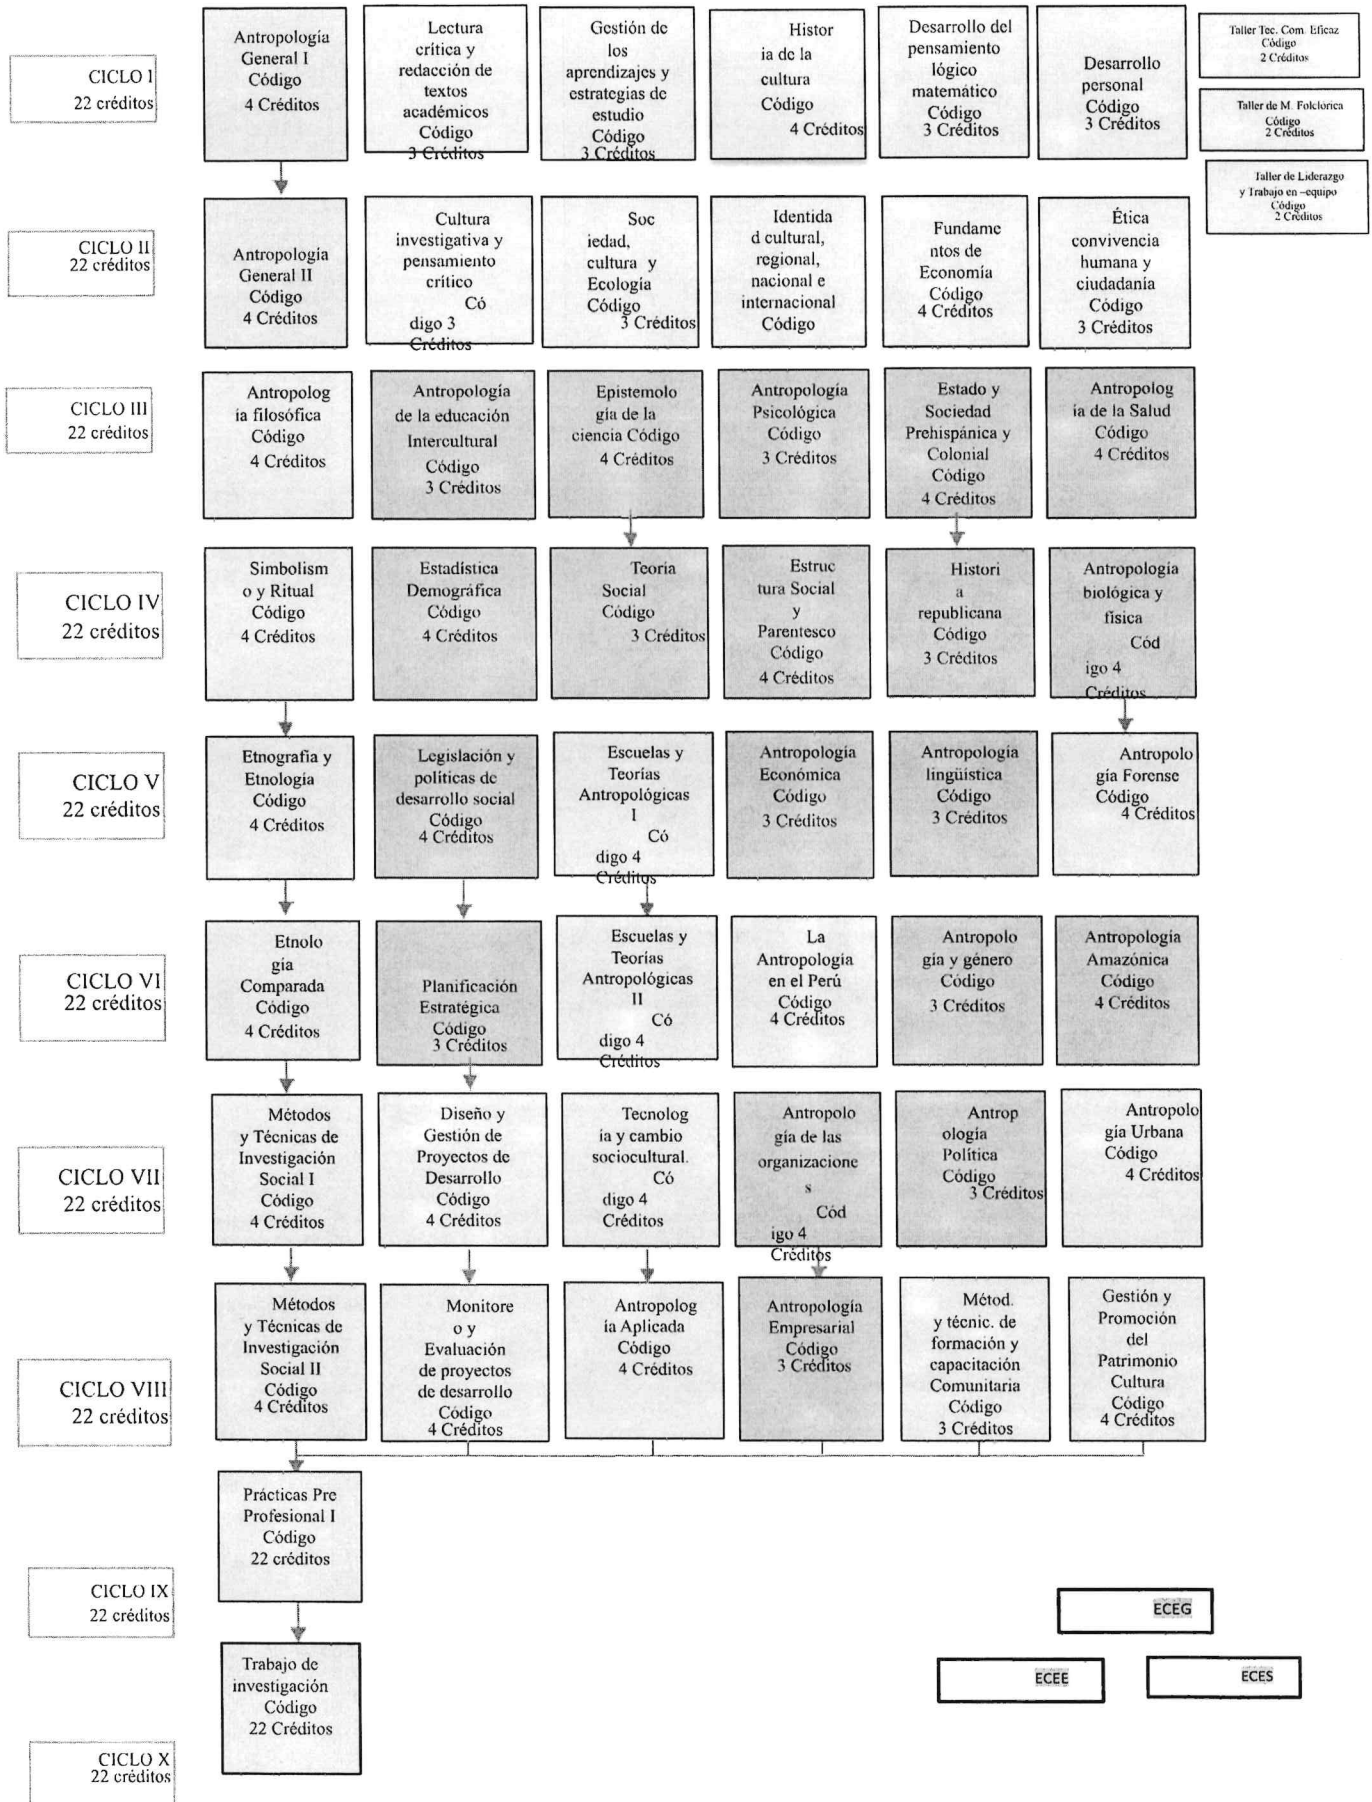 CICLO I
22 créditos
Antropología
General I
Código
4 Créditos
Lectura
crítica y
redacción de
textos
académicos
Código
3 Créditos
Gestión de
los
aprendizajes y
estrategias de
estudio
Código
3 Créditos
Histor
ia de la
cultura
Código
4 Créditos
Desarrollo del
pensamiento
lógico
matemático
Código
3 Créditos
Desarrollo
personal
Código
3 Créditos
Taller Tec. Com. Eficaz
Código
2 Créditos
Taller de M. Folclórica
Código
2 Créditos
Taller de Liderazgo
y Trabajo en –equipo
Código
2 Créditos
CICLO II
22 créditos
Antropología
General II
Código
4 Créditos
Cultura
investigativa y
pensamiento
crítico
Có
digo 3
Créditos
Soc
iedad,
cultura y
Ecología
Código
3 Créditos
Identida
d cultural,
regional,
nacional e
internacional
Código
Fundame
ntos de
Economía
Código
4 Créditos
Ética
convivencia
humana y
ciudadanía
Código
3 Créditos
CICLO III
22 créditos
Antropolog
ía filosófica
Código
4 Créditos
Antropología
de la educación
Intercultural
Código
3 Créditos
Epistemolo
gía de la
ciencia Código
4 Créditos
Antropología
Psicológica
Código
3 Créditos
Estado y
Sociedad
Prehispánica y
Colonial
Código
4 Créditos
Antropolog
ía de la Salud
Código
4 Créditos
CICLO IV
22 créditos
Simbolism
o y Ritual
Código
4 Créditos
Estadística
Demográfica
Código
4 Créditos
Teoría
Social
Código
3 Créditos
Estruc
tura Social
y
Parentesco
Código
4 Créditos
Histori
a
republicana
Código
3 Créditos
Antropología
biológica y
física
Cód
igo 4
Créditos
CICLO V
22 créditos
Etnografía y
Etnología
Código
4 Créditos
Legislación y
políticas de
desarrollo social
Código
4 Créditos
Escuelas y
Teorías
Antropológicas
I
Có
digo 4
Créditos
Antropología
Económica
Código
3 Créditos
Antropología
lingüística
Código
3 Créditos
Antropolo
gía Forense
Código
4 Créditos
CICLO VI
22 créditos
Etnolo
gía
Comparada
Código
4 Créditos
Planificación
Estratégica
Código
3 Créditos
Escuelas y
Teorías
Antropológicas
II
Có
digo 4
Créditos
La
Antropología
en el Perú
Código
4 Créditos
Antropolo
gía y género
Código
3 Créditos
Antropología
Amazónica
Código
4 Créditos
CICLO VII
22 créditos
Métodos
y Técnicas de
Investigación
Social I
Código
4 Créditos
Diseño y
Gestión de
Proyectos de
Desarrollo
Código
4 Créditos
Tecnolog
ía y cambio
sociocultural.
Có
digo 4
Créditos
Antropolo
gía de las
organizacione
s
Cód
igo 4
Créditos
Antrop
ología
Política
Código
3 Créditos
Antropolo
gía Urbana
Código
4 Créditos
CICLO VIII
22 créditos
Métodos
y Técnicas de
Investigación
Social II
Código
4 Créditos
Monitore
o y
Evaluación
de proyectos
de desarrollo
Código
4 Créditos
Antropolog
ía Aplicada
Código
4 Créditos
Antropología
Empresarial
Código
3 Créditos
Métod.
y técnic. de
formación y
capacitación
Comunitaria
Código
3 Créditos
Gestión y
Promoción
del
Patrimonio
Cultura
Código
4 Créditos
Prácticas Pre
Profesional I
Código
22 créditos
CICLO IX
22 créditos
Trabajo de
investigación
Código
22 Créditos
CICLO X
22 créditos
ECEG
ECEE
ECES